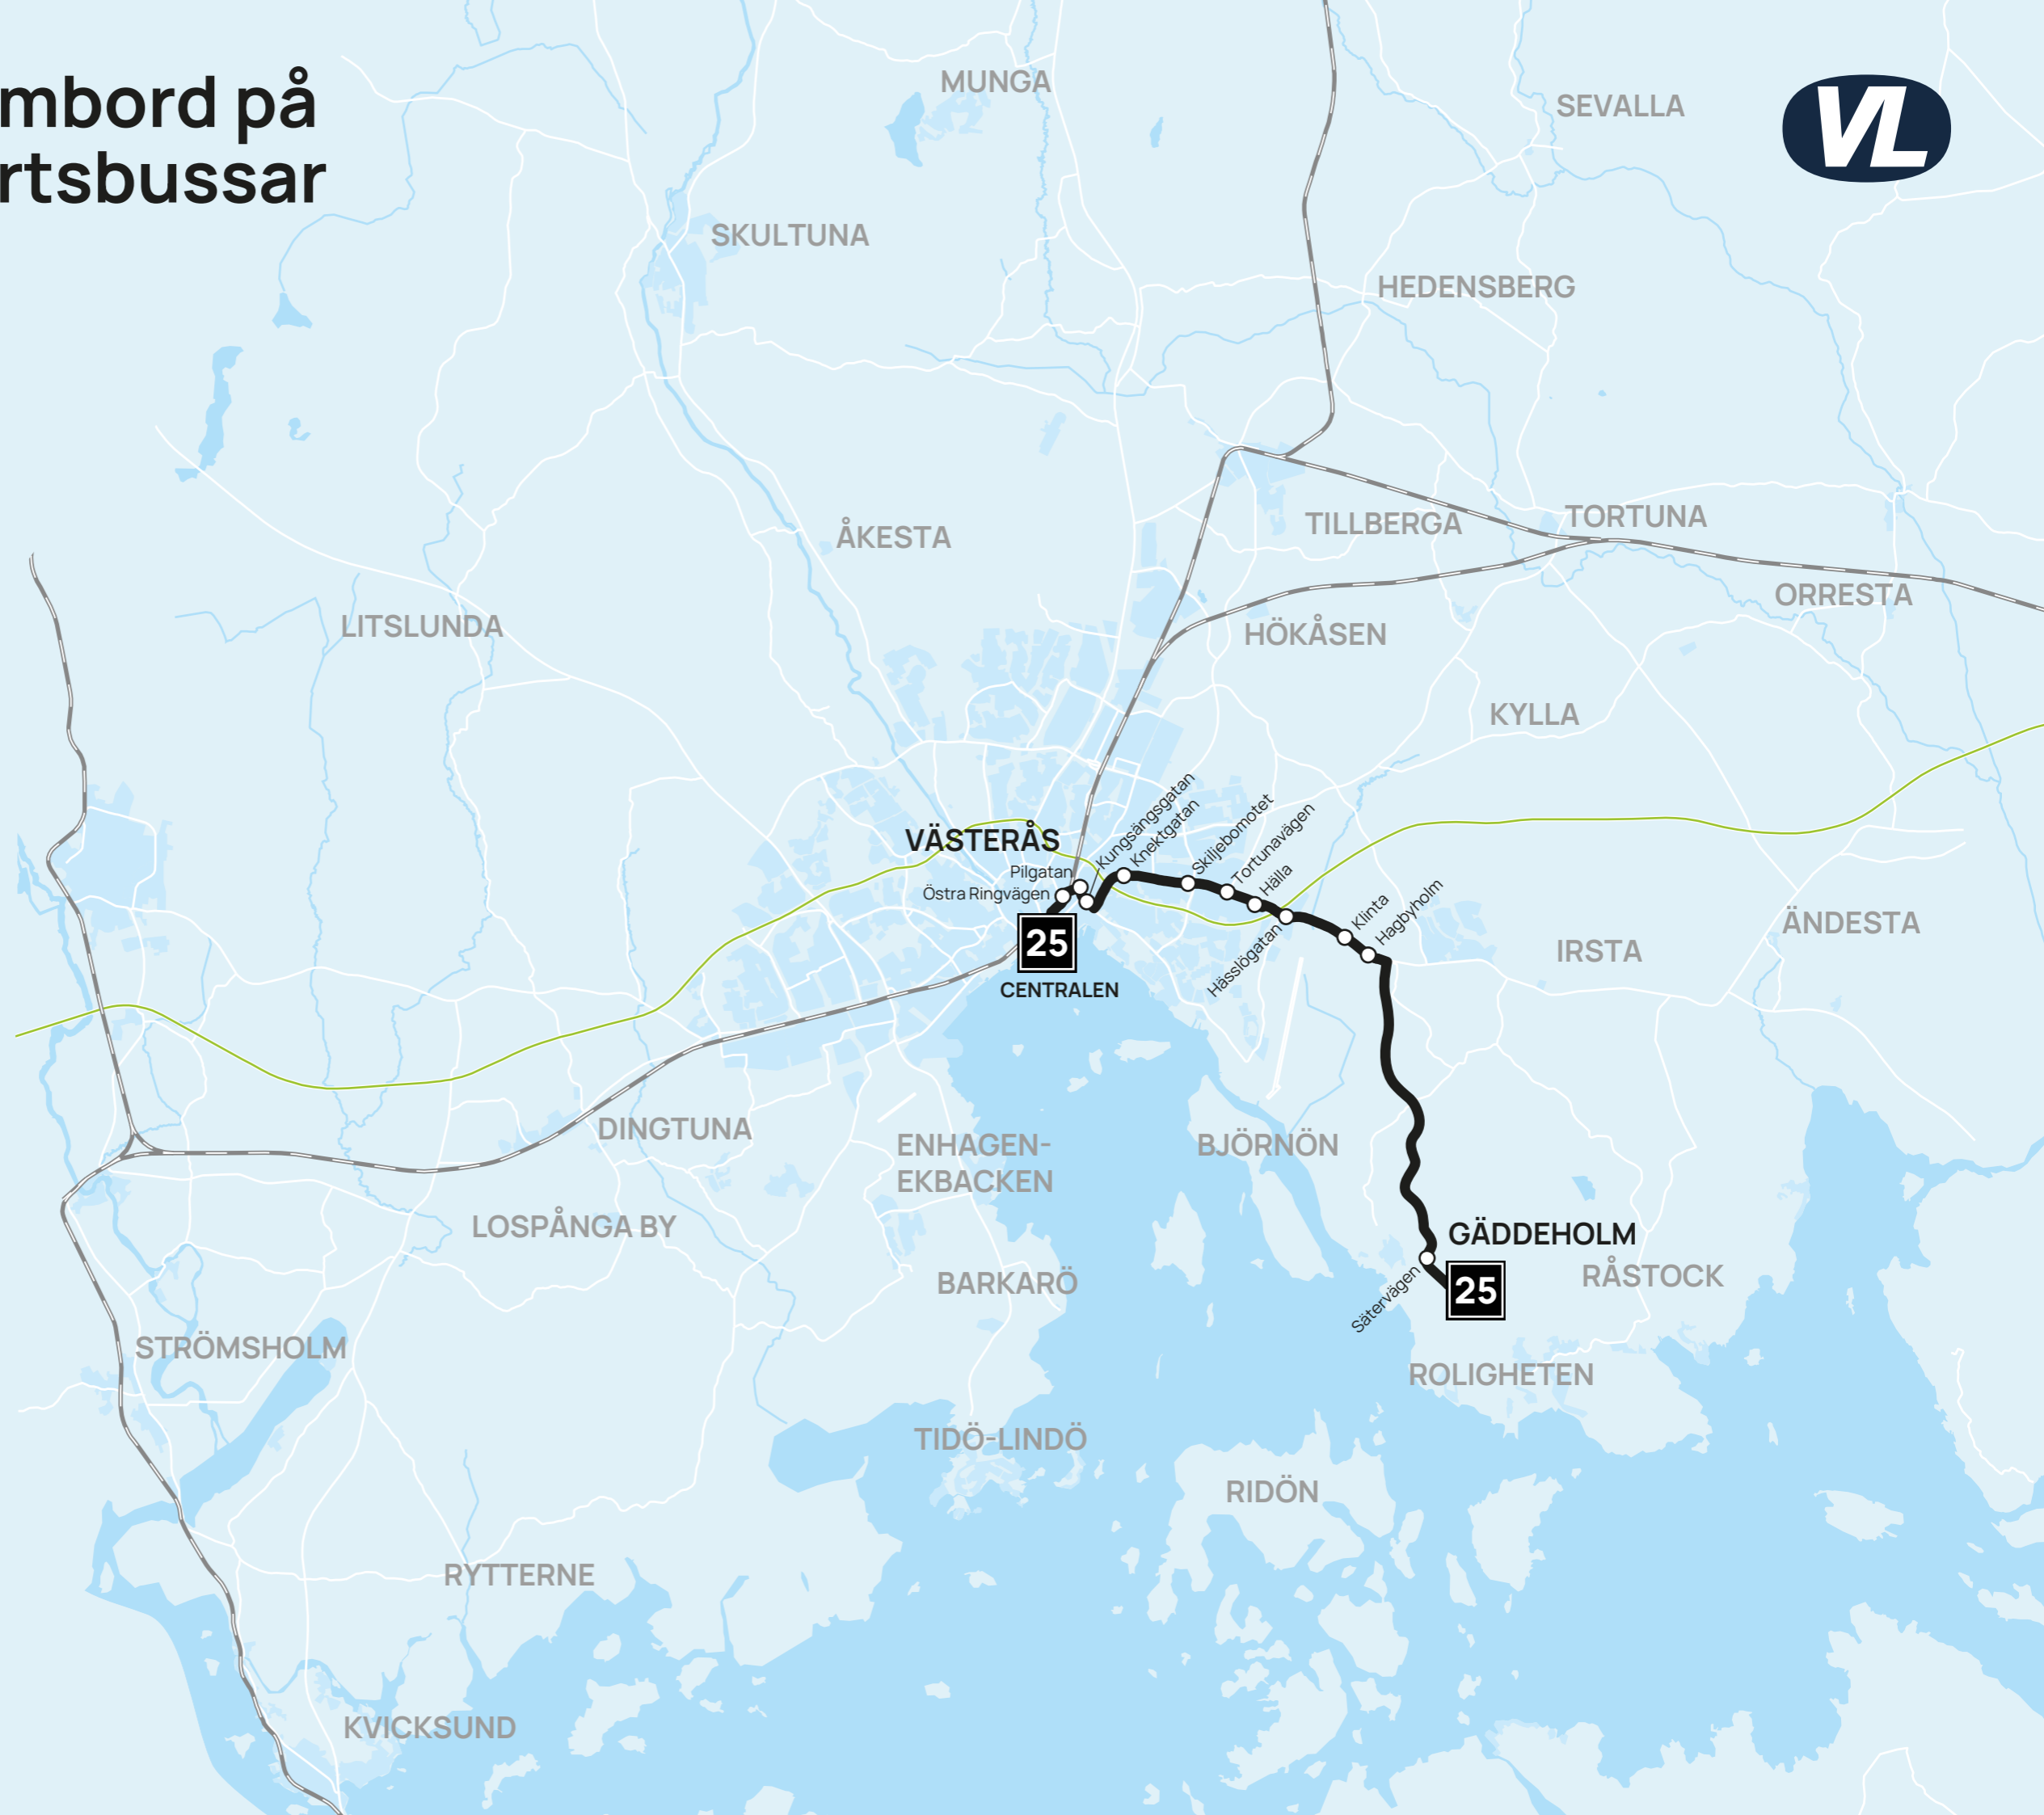 mbord på
rtsbussar
VL
MUNGA
SEVALLA
SKULTUNA
HEDENSBERG
TORTUNA
TILLBERGA
ÅKESTA
ORRESTA
LITSLUNDA
HÖKÅSEN
KYLLA
VÄSTERÅS
Kungsängsgatan
Knektgatan
Skiljebomotet
Tortunavägen
Pilgatan
Östra Ringvägen
Hälla
Klinta
Hagbyholm
ÄNDESTA
25
IRSTA
Hässlögatan
CENTRALEN
DINGTUNA
ENHAGEN-
EKBACKEN
BJÖRNÖN
LOSPÅNGA BY
GÄDDEHOLM
BARKARÖ
RÅSTOCK
25
Sätervägen
STRÖMSHOLM
ROLIGHETEN
TIDÖ-LINDÖ
RIDÖN
RYTTERNE
KVICKSUND